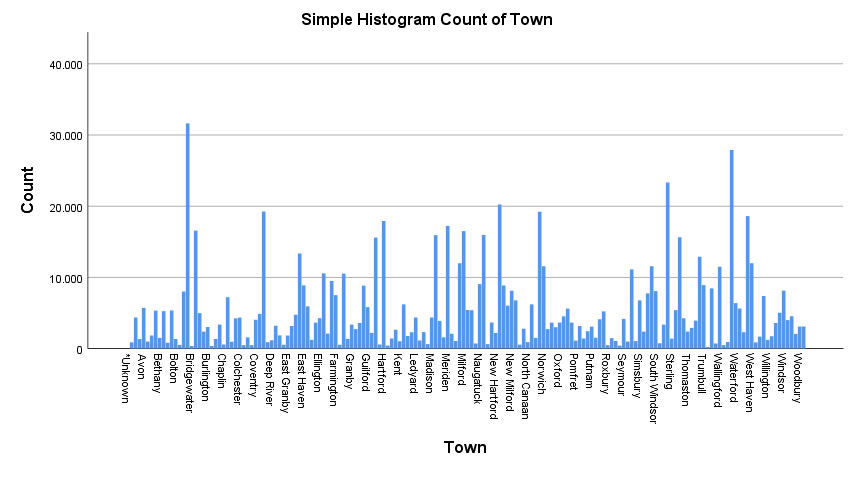 Simple Histogram Count of Town
40.000
30.000
20.000
10.000
0
Count
*Unknown
Avon
Bethany
Bolton
Bridgewater
Burlington
Chaplin
Colchester
Coventry
Deep River
East Granby
East Haven
Ellington
Farmington
Granby
Guilford
Hartford
Kent
Ledyard
Madison
Meriden
Milford
Naugatuck
New Hartford
New Milford
North Canaan
Norwich
Oxford
Pomfret
Putnam
Roxbury
Seymour
Simsbury
South Windsor
Sterling
Thomaston
Trumbull
Wallingford
Waterford
West Haven
Willington
Windsor
Woodbury
Town